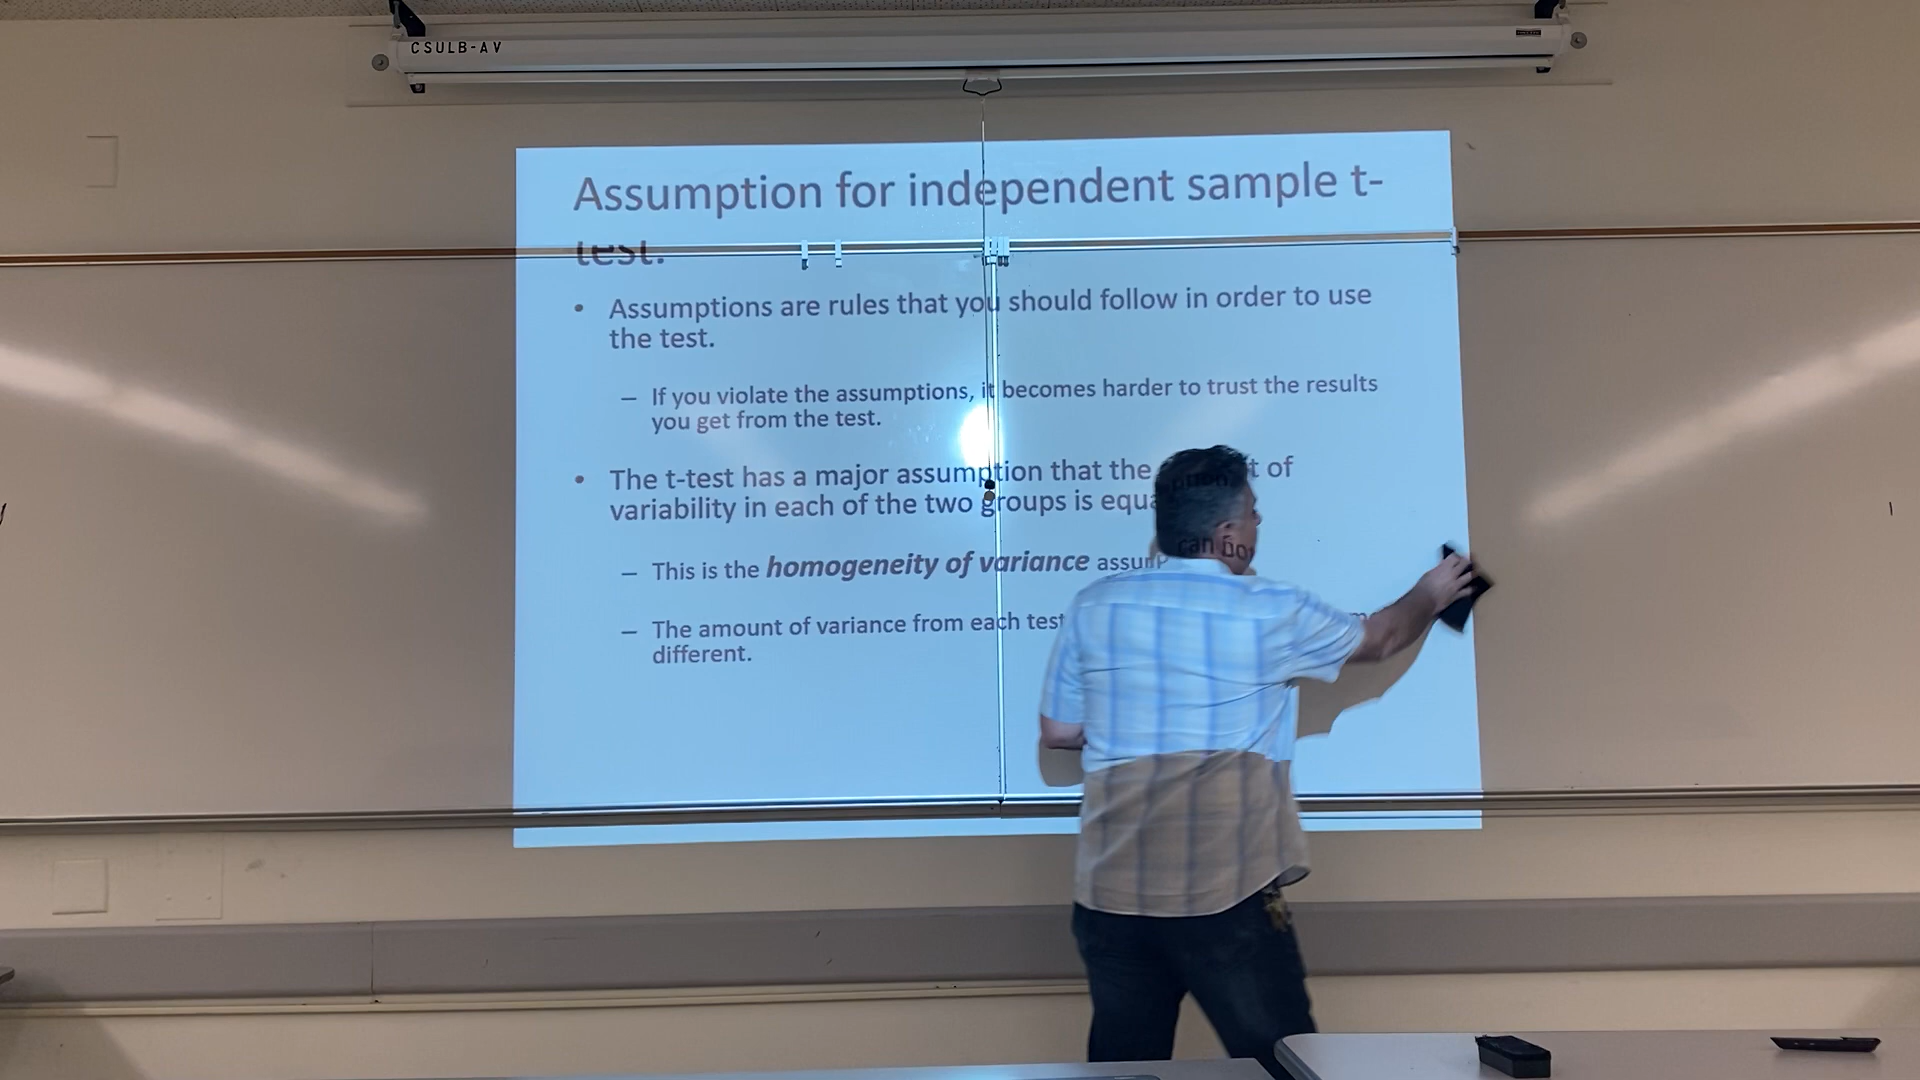 CSULB-AV
Assumption for independent sample t-
test.
• Assumptions are rules that you should follow in order to use
the test.
– If you violate the assumptions, it becomes harder to trust the results
you get from the test.
• The t-test has a major assumption that the of
variability in each of the two groups is
– This is the homogeneity of variance
– The amount of variance from each
different.
can